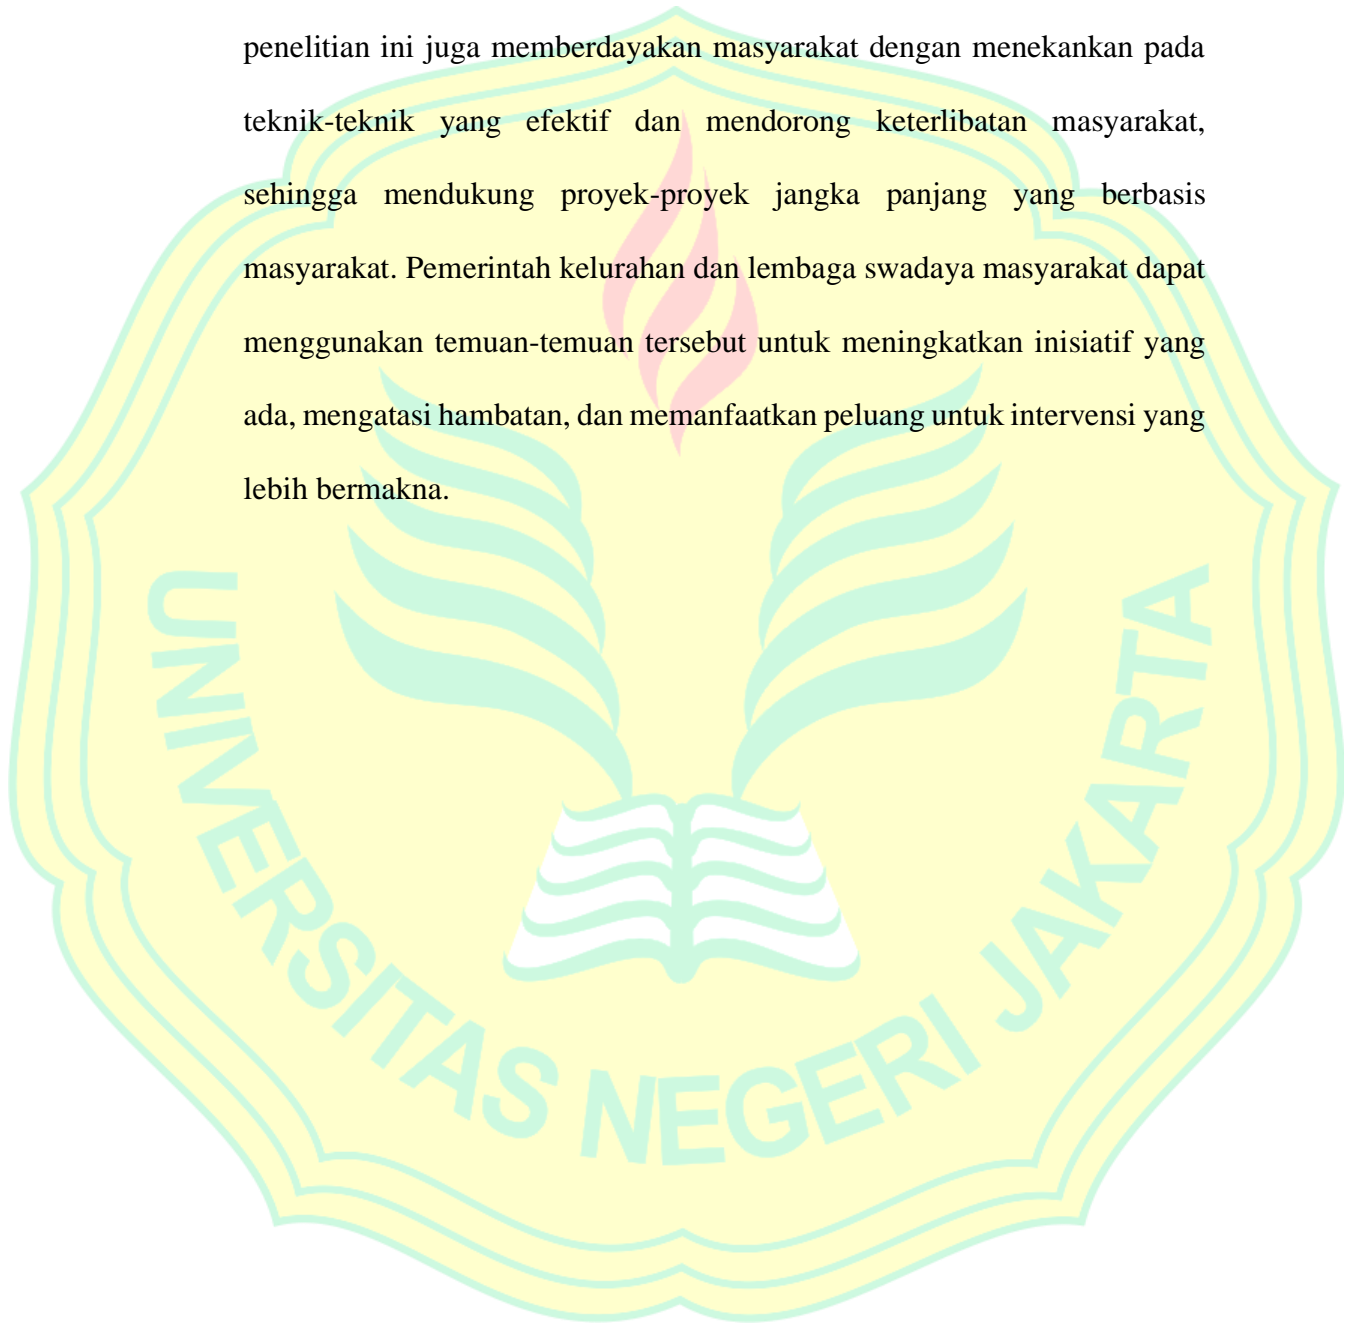 penelitian ini juga memberdayakan masyarakat dengan menekankan pada
teknik-teknik yang efektif dan mendorong keterlibatan masyarakat,
sehingga mendukung proyek-proyek jangka panjang yang berbasis
masyarakat. Pemerintah kelurahan dan lembaga swadaya masyarakat dapat
menggunakan temuan-temuan tersebut untuk meningkatkan inisiatif yang
ada, mengatasi hambatan, dan memanfaatkan peluang untuk intervensi yang
lebih bermakna.
UNIVERSITAS NEGERI JAKARTA